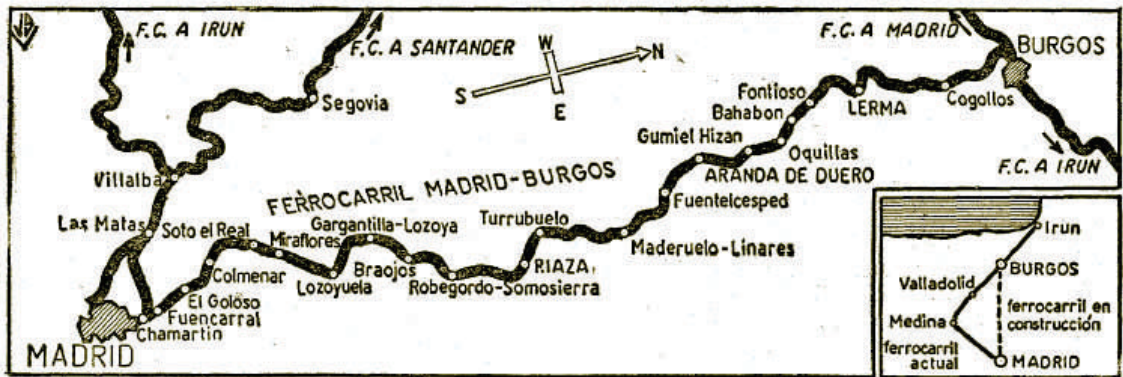 F.C. A IRUN
F.C. A SANTANDER
W
N
S
E
F.C. A MADRID
BURGOS
Segovia
Villalba
Las Matas
FERROCARRIL MADRID-BURGOS
Fontioso
Bahabon
LERMA
Cogollos
Gumiel Hizan
Oquillas
ARANDA DE DUERO
F.C. A IRUN
Fuentelcesped
Soto el Real
Miraflores
Gargantilla-Lozoya
Turrubuelo
Maderuelo-Linares
Colmenar
Lozoyuela
Braojos
RIAZA
Robegordo-Somosierra
El Goloso
Fuencarral
Chamartin
MADRID
Irun
BURGOS
Valladolid
ferrocarril en
construcción
Medina
ferrocarril
actual
MADRID